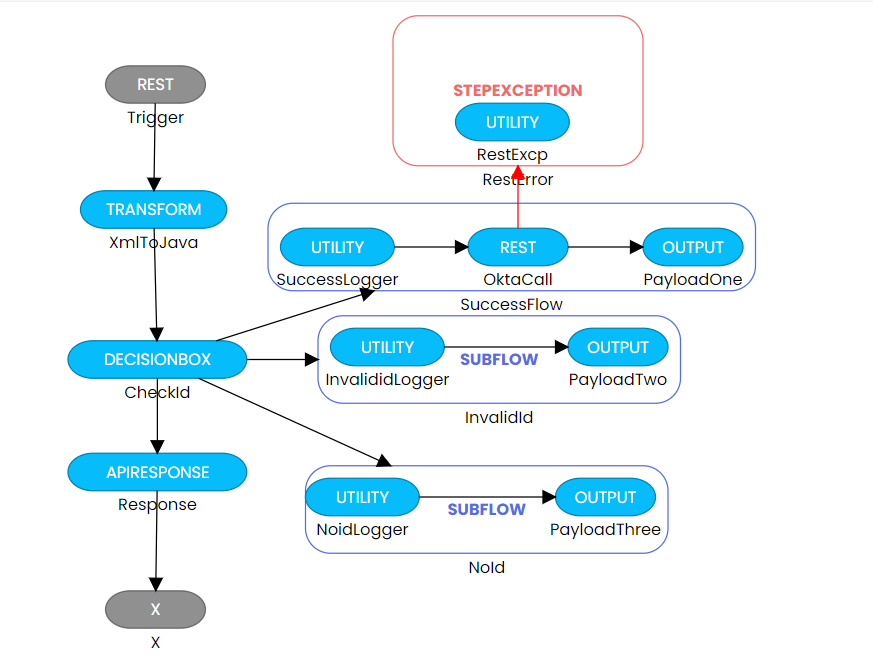 REST
Trigger
TRANSFORM
XmlToJava
DECISIONBOX
CheckId
APIRESPONSE
Response
X
X
STEPEXCEPTION
UTILITY
RestExcp
RestError
UTILITY
SuccessLogger
REST
OktaCall
OUTPUT
PayloadOne
SuccessFlow
UTILITY
InvalididLogger
SUBFLOW
OUTPUT
PayloadTwo
InvalidId
UTILITY
NoidLogger
SUBFLOW
OUTPUT
PayloadThree
NoId